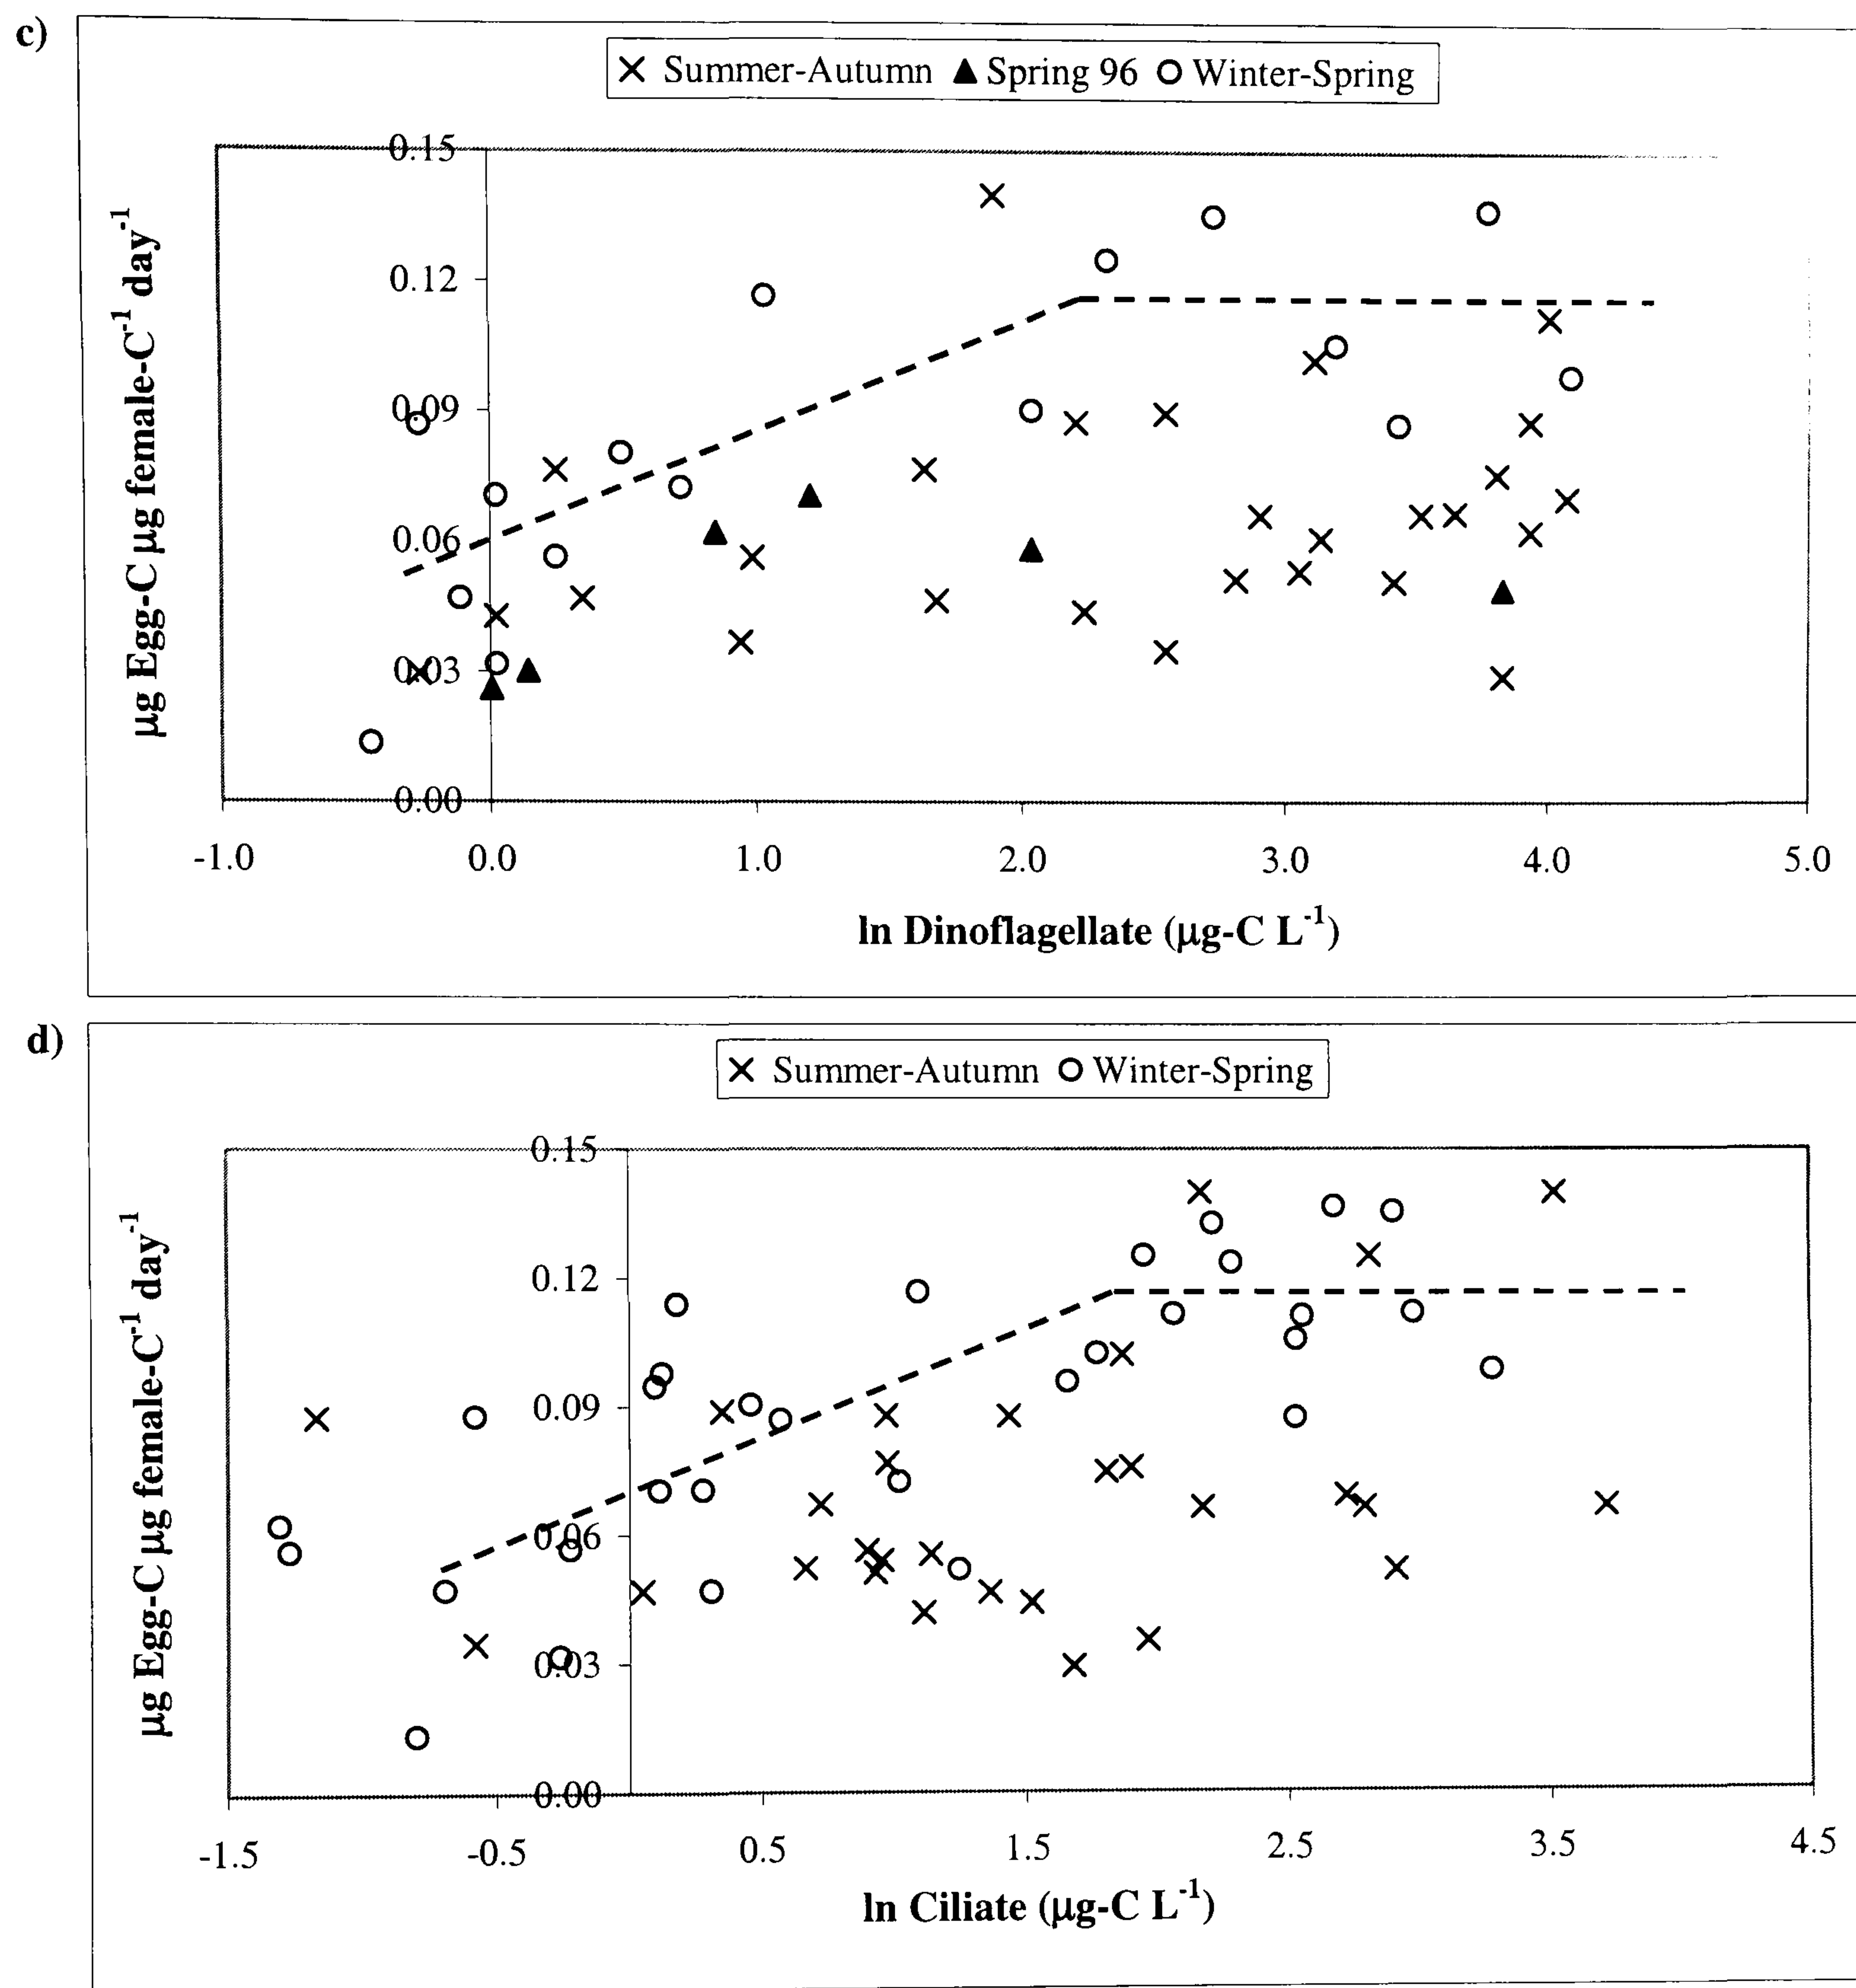 c)
× Summer-Autumn ▲ Spring 96 ○ Winter-Spring
0.15
0.12
0.09
0.06
0.03
0.00
µg Egg-C µg female-C⁻¹ day⁻¹
-1.0 0.0 1.0 2.0 3.0 4.0 5.0
ln Dinoflagellate (µg-C L⁻¹)
d)
× Summer-Autumn ○ Winter-Spring
0.15
0.12
0.09
0.06
0.03
0.00
µg Egg-C µg female-C⁻¹ day⁻¹
-1.5 -0.5 0.5 1.5 2.5 3.5 4.5
ln Ciliate (µg-C L⁻¹)